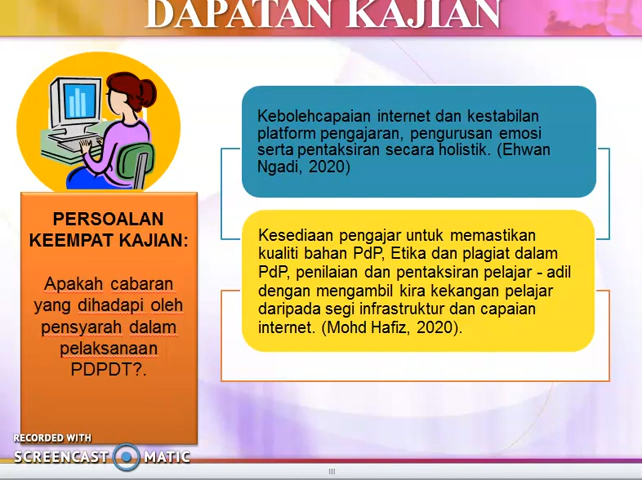 DAPATAN KAJIAN
Kebolehcapaian internet dan kestabilan
platform pengajaran, pengurusan emosi
serta pentaksiran secara holistik. (Ehwan
Ngadi, 2020)
PERSOALAN
KEEMPAT KAJIAN:
Apakah cabaran
yang dihadapi oleh
pensyarah dalam
pelaksanaan
PDPDT?.
Kesediaan pengajar untuk memastikan
kualiti bahan PdP, Etika dan plagiat dalam
PdP, penilaian dan pentaksiran pelajar - adil
dengan mengambil kira kekangan pelajar
daripada segi infrastruktur dan capaian
internet. (Mohd Hafiz, 2020).
RECORDED WITH
SCREENCAST MATIC